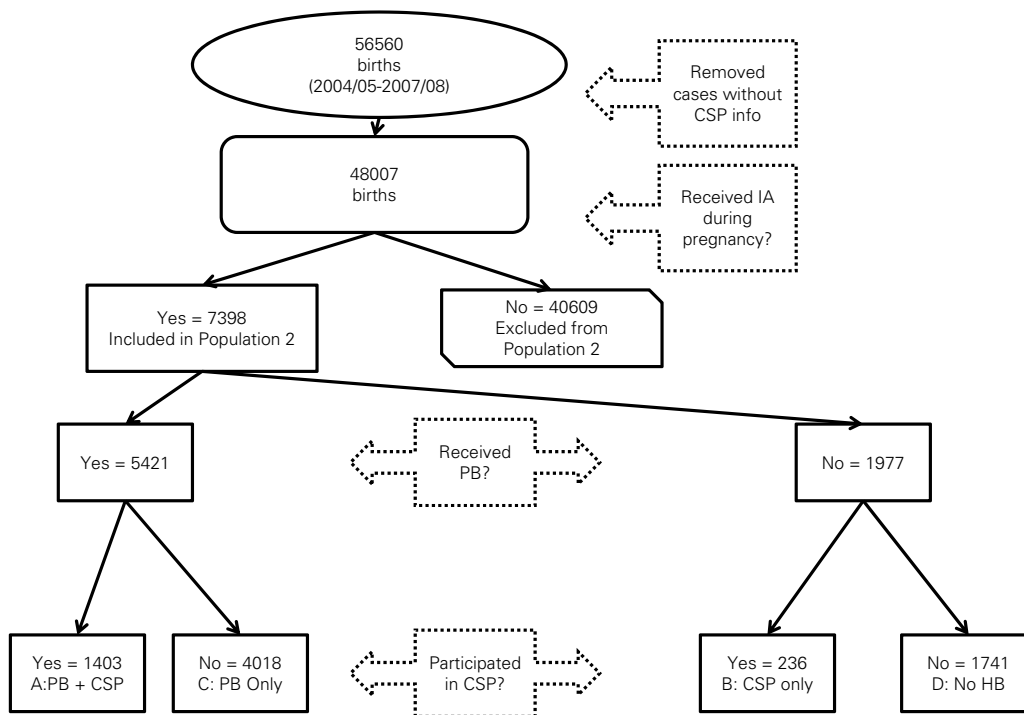 56560
births
(2004/05-2007/08)
Removed
cases without
CSP info
48007
births
Received IA
during
pregnancy?
Yes = 7398
Included in Population 2
No = 40609
Excluded from
Population 2
Yes = 5421
Received
PB?
No = 1977
Yes = 1403
A:PB + CSP
No = 4018
C: PB Only
Participated
in CSP?
Yes = 236
B: CSP only
No = 1741
D: No HB